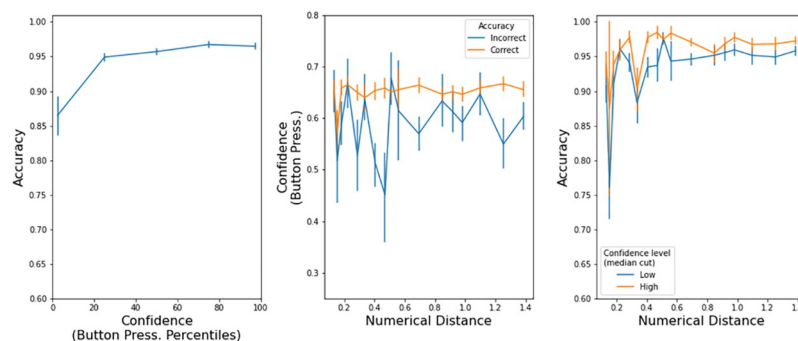 1.00
0.95
0.90
0.85
0.80
0.75
0.70
0.65
0.60
Accuracy
0 20 40 60 80 100
Confidence
(Button Press. Percentiles)
0.8
0.7
0.6
0.5
0.4
0.3
Confidence
(Button Press.)
Accuracy
Incorrect
Correct
0.2 0.4 0.6 0.8 1.0 1.2 1.4
Numerical Distance
1.00
0.95
0.90
0.85
0.80
0.75
0.70
0.65
0.60
Accuracy
Confidence level
(median cut)
Low
High
0.2 0.4 0.6 0.8 1.0 1.2
Numerical Distance